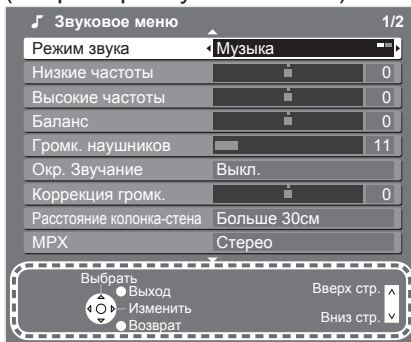 Звуковое меню 1/2
Режим звука Музыка
Низкие частоты 0
Высокие частоты 0
Баланс 0
Громк. наушников 11
Окр. Звучание Выкл.
Коррекция громк. 0
Расстояние колонка-стена Больше 30см
MPX Стерео
Выбрать
Выход Вверх стр.
Изменить
Возврат Вниз стр.